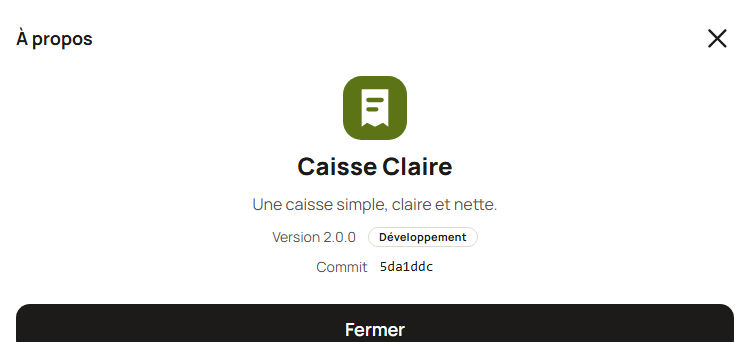 À propos
Caisse Claire
Une caisse simple, claire et nette.
Version 2.0.0 Développement
Commit 5da1ddc
Fermer